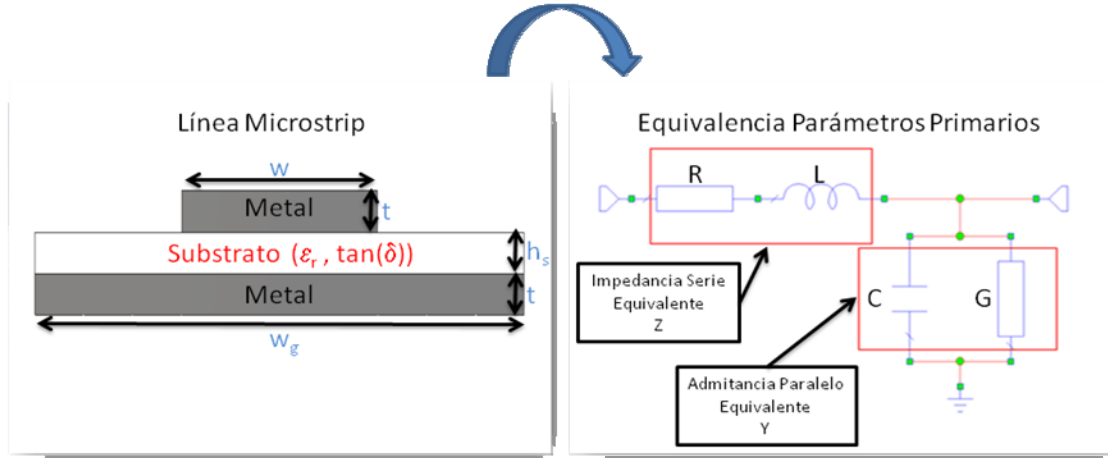 Línea Microstrip
w
Metal
t
Substrato (εr , tan(δ))
hs
Metal
t
wg
Equivalencia Parámetros Primarios
R
L
Impedancia Serie
Equivalente
Z
C
G
Admitancia Paralelo
Equivalente
Y